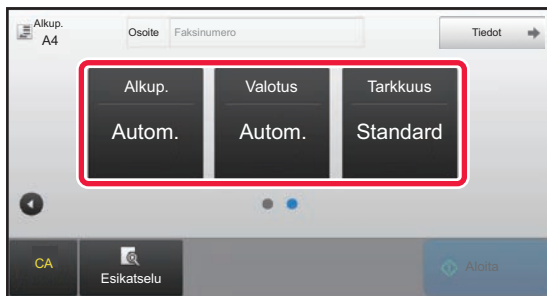 Alkup.
A4
Osoite
Faksinumero
Tiedot
Alkup.
Valotus
Tarkkuus
Autom.
Autom.
Standard
CA
Esikatselu
Aloita